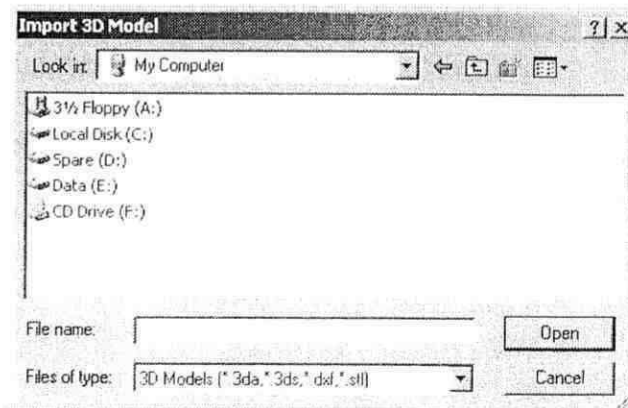 Import 3D Model
Look in: My Computer
3½ Floppy (A:)
Local Disk (C:)
Spare (D:)
Data (E:)
CD Drive (F:)
File name:
Open
Files of type: 3D Models (*.3da,*.3ds,*.dxf,*.stl)
Cancel